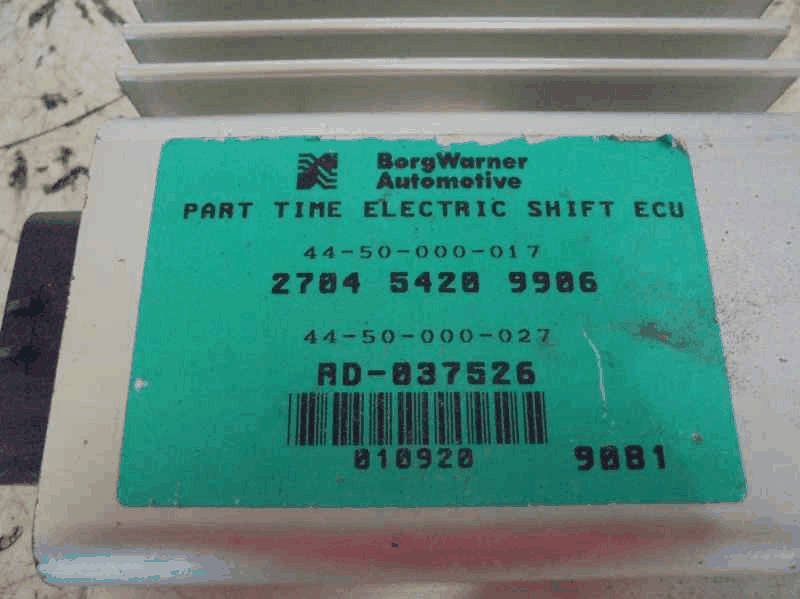 BorgWarner
Automotive
PART TIME ELECTRIC SHIFT ECU
44-50-000-017
2704 5420 9906
44-50-000-027
AD-037526
010920 9081